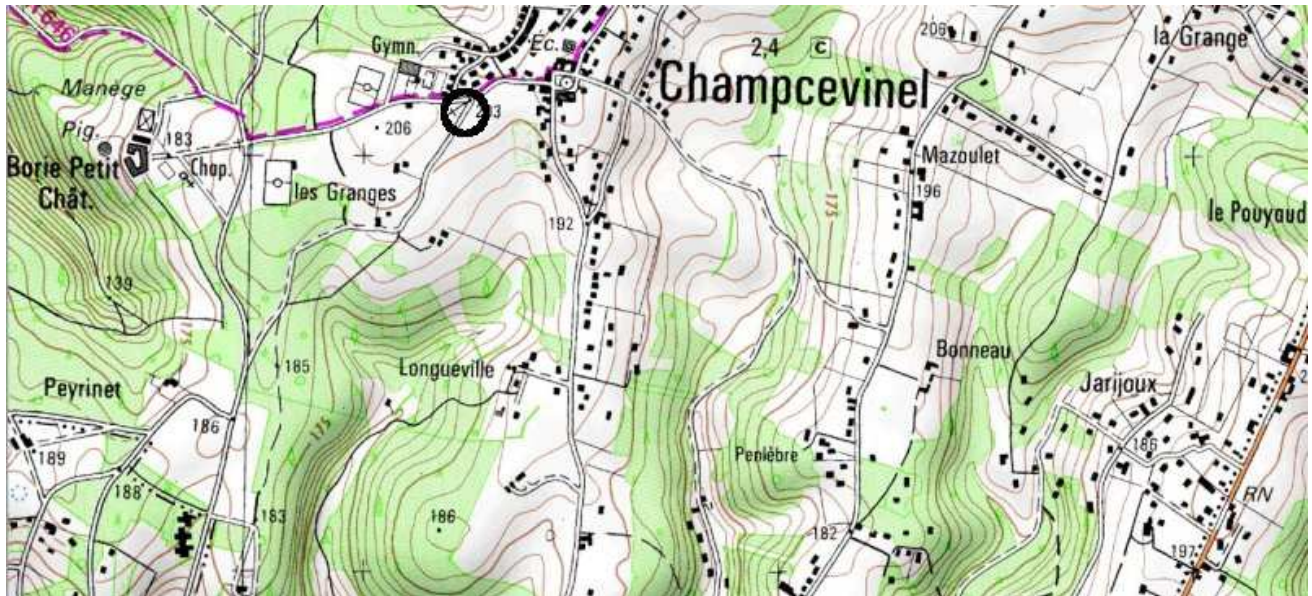 646
Gymn.
Ec.
2,4 C
206
la Grange
Champcevinel
Manège
Pig.
183
206
Borie Petit
Chât.
Chap.
les Granges
Mazoulet
196
175
192
le Pouyaud
139
175
185
Longueville
Bonneau
Peyrinet
Jarijoux
186
175
189
188
Penlèbre
186
183
186
182
RN
197